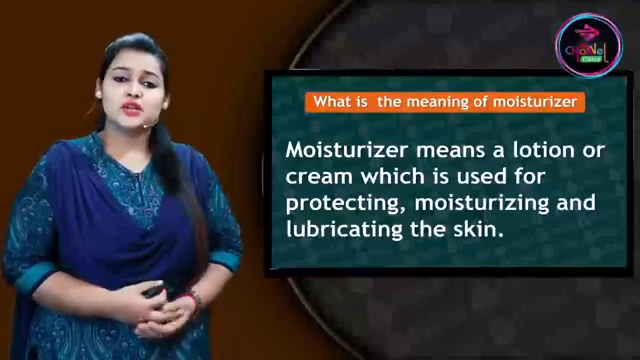 CHaNNeL
What is the meaning of moisturizer
Moisturizer means a lotion or
cream which is used for
protecting, moisturizing and
lubricating the skin.